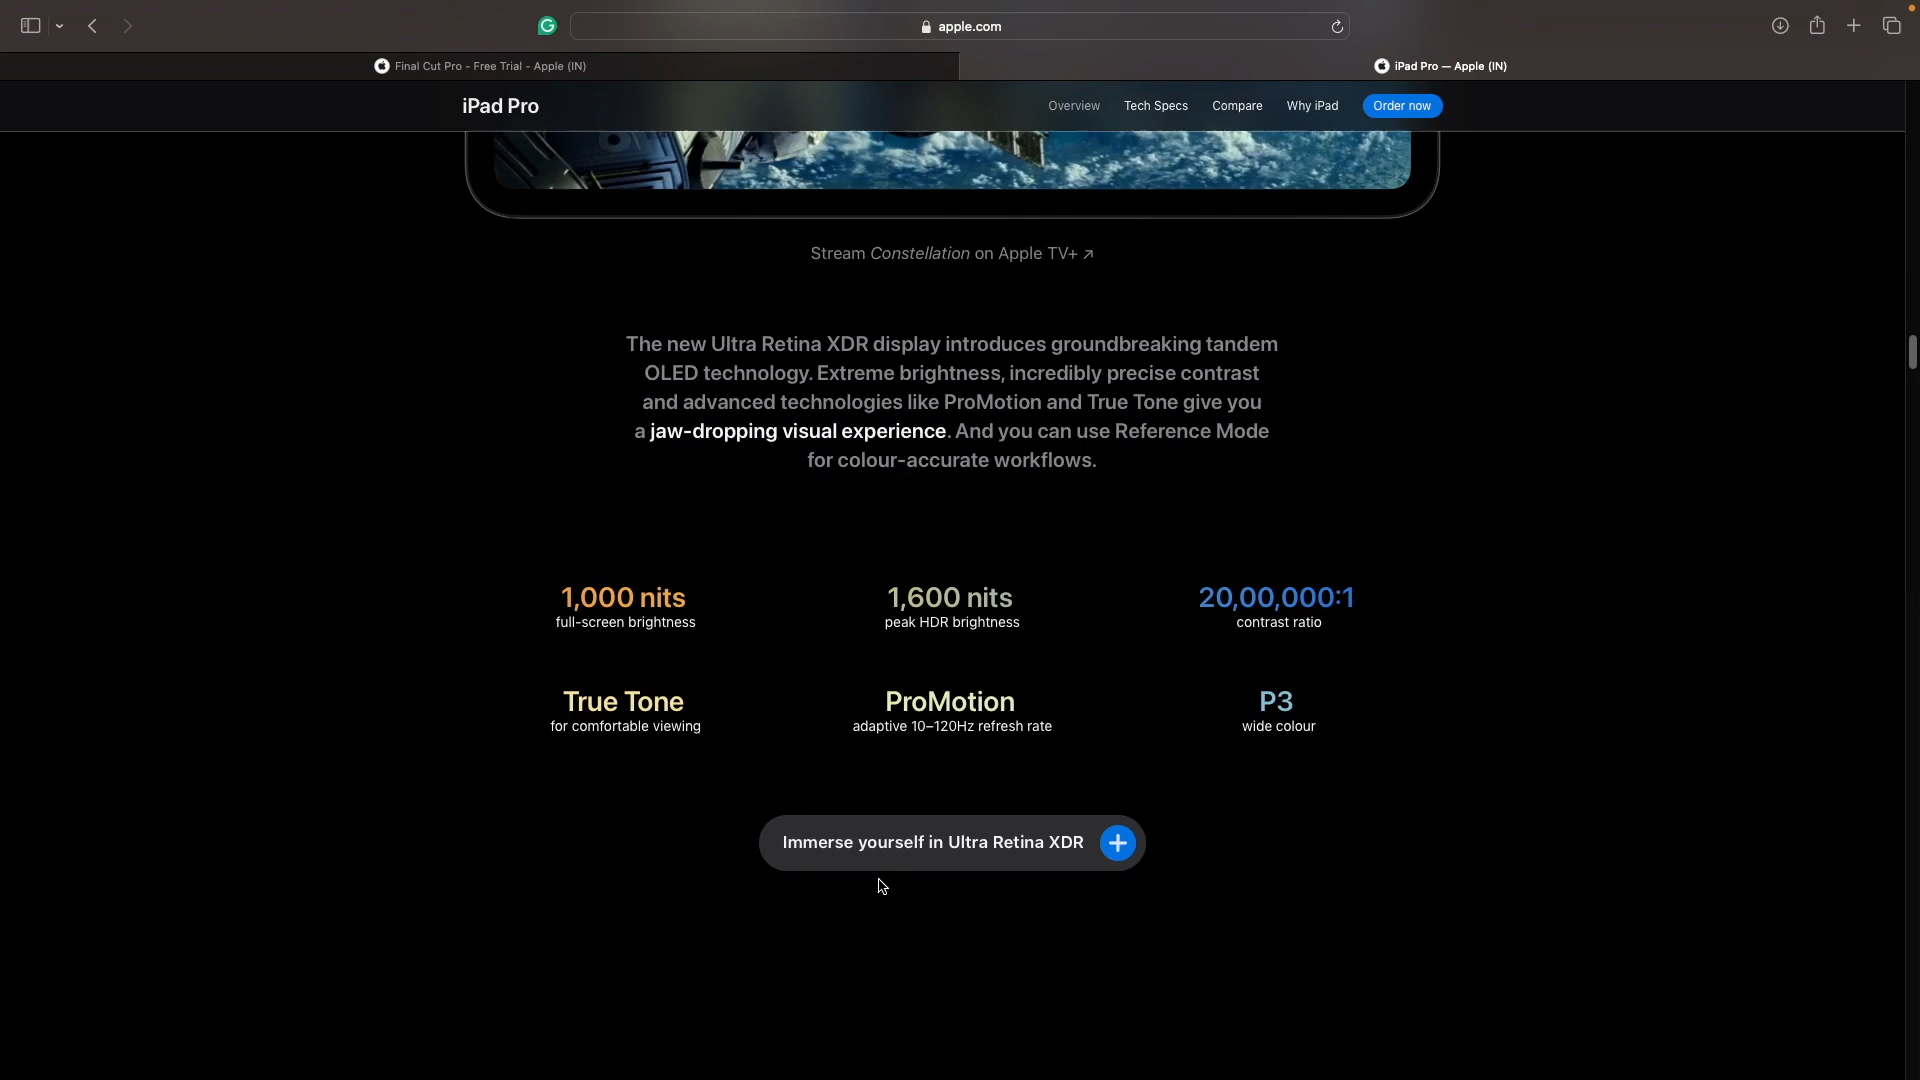 apple.com
Final Cut Pro - Free Trial - Apple (IN)
iPad Pro — Apple (IN)
iPad Pro
Overview
Tech Specs
Compare
Why iPad
Order now
Stream Constellation on Apple TV+ ↗
The new Ultra Retina XDR display introduces groundbreaking tandem
OLED technology. Extreme brightness, incredibly precise contrast
and advanced technologies like ProMotion and True Tone give you
a jaw-dropping visual experience. And you can use Reference Mode
for colour-accurate workflows.
1,000 nits
full-screen brightness
1,600 nits
peak HDR brightness
20,00,000:1
contrast ratio
True Tone
for comfortable viewing
ProMotion
adaptive 10–120Hz refresh rate
P3
wide colour
Immerse yourself in Ultra Retina XDR